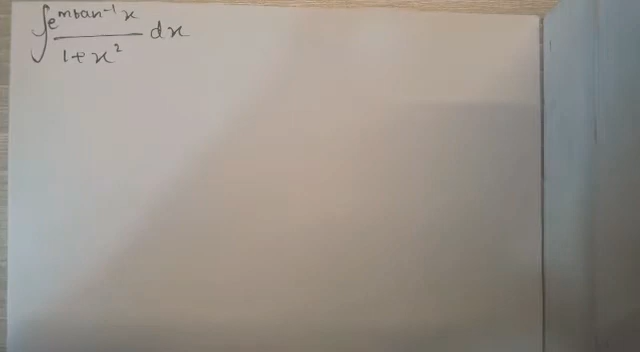 ∫ e^{m tan⁻¹ x} / (1 + x²) dx